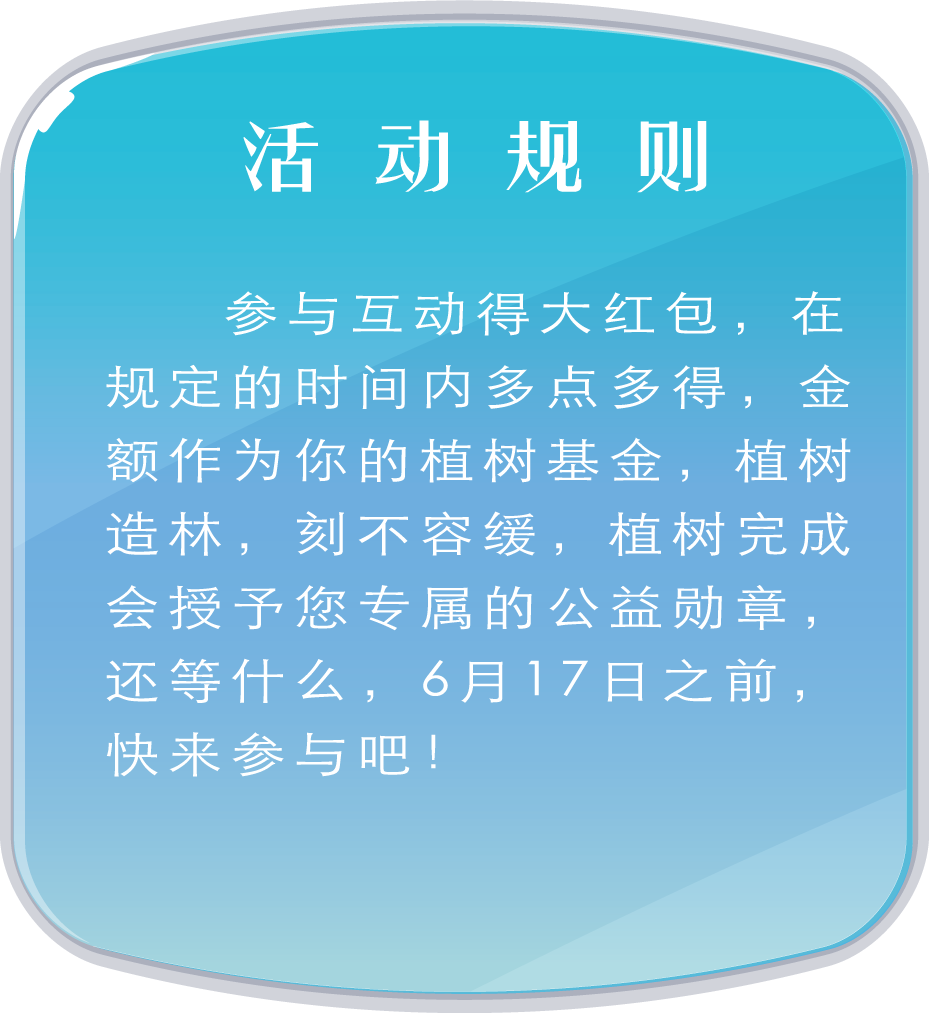 活动规则
参与互动得大红包，在
规定的时间内多点多得，金
额作为你的植树基金，植树
造林，刻不容缓，植树完成
会授予您专属的公益勋章，
还等什么，6月17日之前，
快来参与吧！